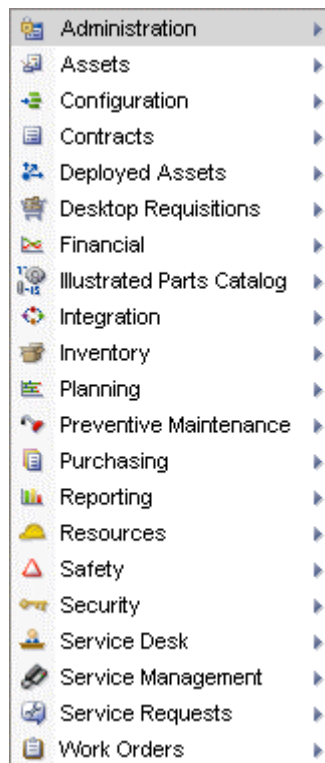 Administration
Assets
Configuration
Contracts
Deployed Assets
Desktop Requisitions
Financial
Illustrated Parts Catalog
Integration
Inventory
Planning
Preventive Maintenance
Purchasing
Reporting
Resources
Safety
Security
Service Desk
Service Management
Service Requests
Work Orders